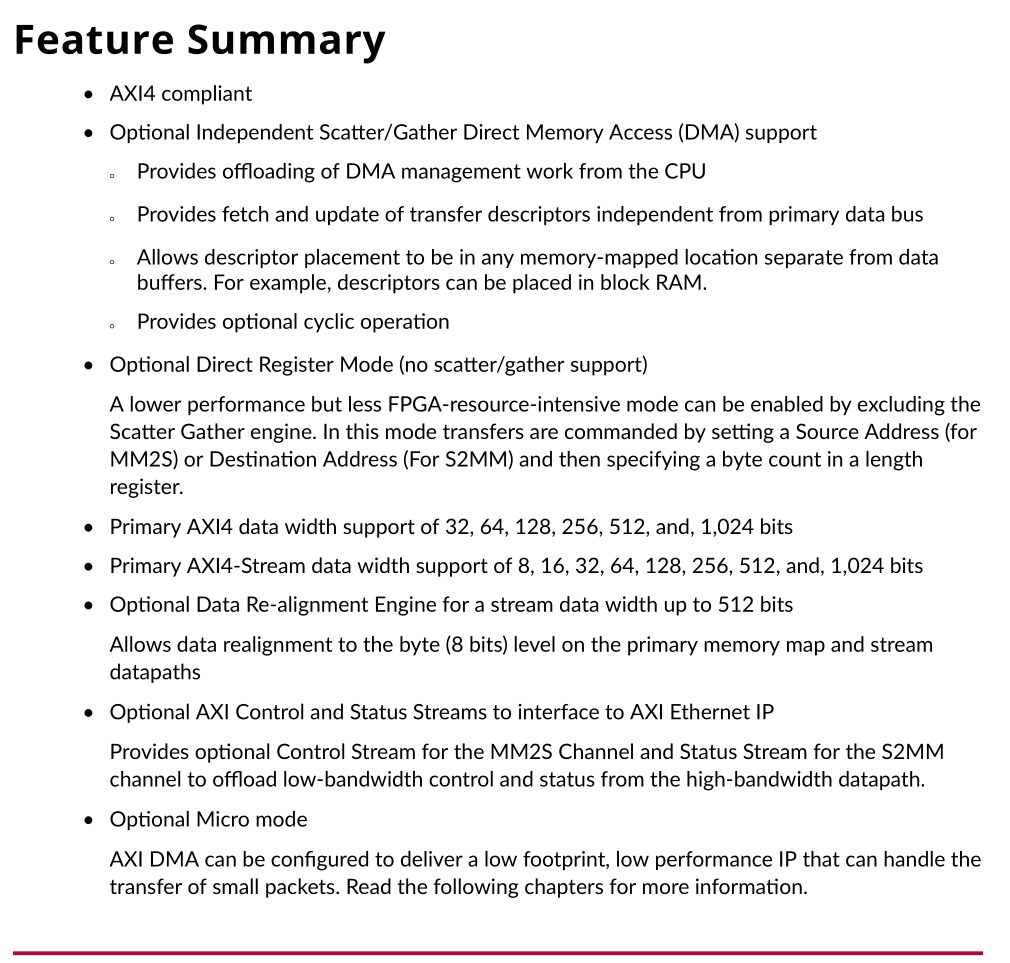 Feature Summary
• AXI4 compliant
• Optional Independent Scatter/Gather Direct Memory Access (DMA) support
○ Provides offloading of DMA management work from the CPU
○ Provides fetch and update of transfer descriptors independent from primary data bus
○ Allows descriptor placement to be in any memory-mapped location separate from data
buffers. For example, descriptors can be placed in block RAM.
○ Provides optional cyclic operation
• Optional Direct Register Mode (no scatter/gather support)
A lower performance but less FPGA-resource-intensive mode can be enabled by excluding the
Scatter Gather engine. In this mode transfers are commanded by setting a Source Address (for
MM2S) or Destination Address (For S2MM) and then specifying a byte count in a length
register.
• Primary AXI4 data width support of 32, 64, 128, 256, 512, and, 1,024 bits
• Primary AXI4-Stream data width support of 8, 16, 32, 64, 128, 256, 512, and, 1,024 bits
• Optional Data Re-alignment Engine for a stream data width up to 512 bits
Allows data realignment to the byte (8 bits) level on the primary memory map and stream
datapaths
• Optional AXI Control and Status Streams to interface to AXI Ethernet IP
Provides optional Control Stream for the MM2S Channel and Status Stream for the S2MM
channel to offload low-bandwidth control and status from the high-bandwidth datapath.
• Optional Micro mode
AXI DMA can be configured to deliver a low footprint, low performance IP that can handle the
transfer of small packets. Read the following chapters for more information.